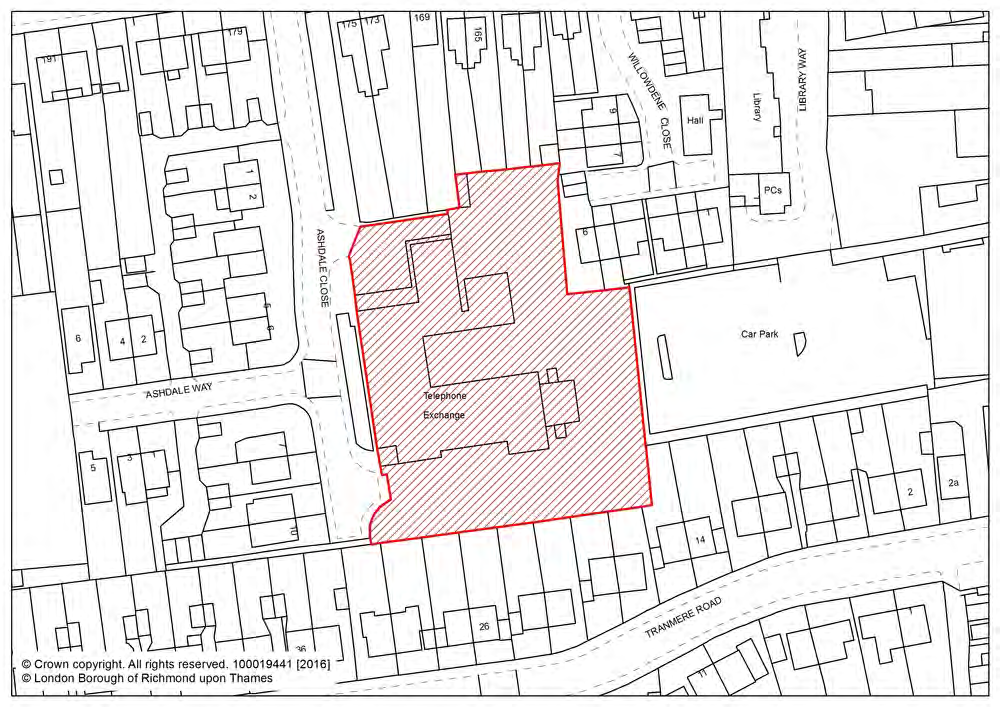 175
173
169
165
179
191
WILLOWDENE CLOSE
LIBRARY WAY
Library
Hall
9
7
PCs
1
2
6
1
ASHDALE CLOSE
5
6
6
4
2
Car Park
ASHDALE WAY
Telephone
Exchange
5
3
7
10
2
2a
14
26
36
TRANMERE ROAD
1
11
© Crown copyright. All rights reserved. 100019441 [2016]
© London Borough of Richmond upon Thames